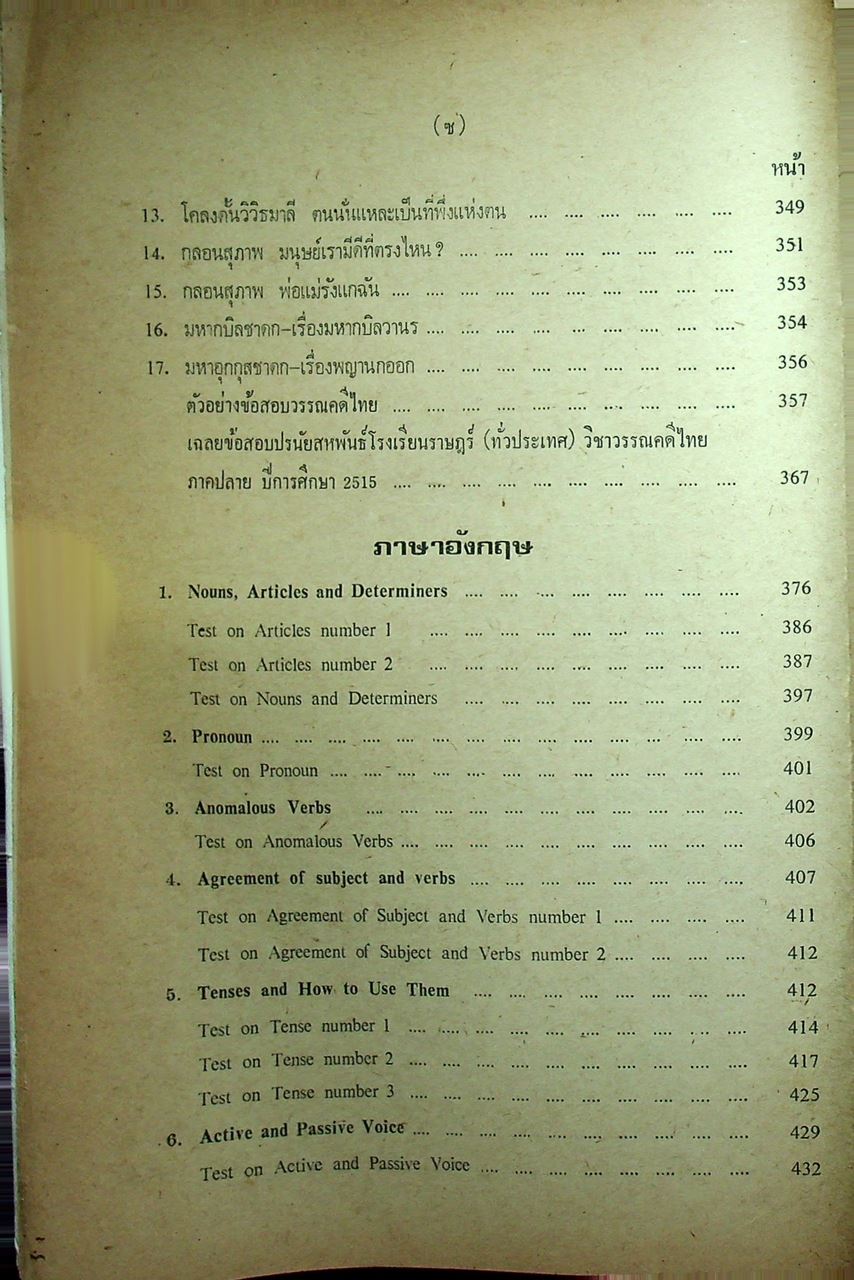 (ซ)
หน้า
13. โคลงดั้นวิวิธมาลี ตนนั่นแหละเป็นที่พึ่งแห่งตน .... .... .... .... .... .... 349
14. กลอนสุภาพ มนุษย์เรามีดีที่ตรงไหน ? .... .... .... .... .... .... .... .... 351
15. กลอนสุภาพ พ่อแม่รังแกฉัน .... .... .... .... .... .... .... .... .... .... 353
16. มหากบิลชาดก-เรื่องมหากบิลวานร .... .... .... .... .... .... .... .... .... 354
17. มหาอุกกุสชาดก-เรื่องพญานกออก .... .... .... .... .... .... .... .... .... 356
ตัวอย่างข้อสอบวรรณคดีไทย .... .... .... .... .... .... .... .... .... .... 357
เฉลยข้อสอบปรนัยสหพันธ์โรงเรียนราษฎร์ (ทั่วประเทศ) วิชาวรรณคดีไทย
ภาคปลาย ปีการศึกษา 2515 .... .... .... .... .... .... .... .... .... .... 367
ภาษาอังกฤษ
1. Nouns, Articles and Determiners .... .... .... .... .... .... .... .... 376
Test on Articles number 1 .... .... .... .... .... .... .... .... .... 386
Test on Articles number 2 .... .... .... .... .... .... .... .... .... 387
Test on Nouns and Determiners .... .... .... .... .... .... .... .... 397
2. Pronoun .... .... .... .... .... .... .... .... .... .... .... .... .... .... 399
Test on Pronoun .... .... .... .... .... .... .... .... .... .... .... .... 401
3. Anomalous Verbs .... .... .... .... .... .... .... .... .... .... .... 402
Test on Anomalous Verbs .... .... .... .... .... .... .... .... .... .... 406
4. Agreement of subject and verbs .... .... .... .... .... .... .... .... 407
Test on Agreement of Subject and Verbs number 1 .... .... .... .... 411
Test on Agreement of Subject and Verbs number 2 .... .... .... .... 412
5. Tenses and How to Use Them .... .... .... .... .... .... .... .... 412
Test on Tense number 1 .... .... .... .... .... .... .... .... .... .... 414
Test on Tense number 2 .... .... .... .... .... .... .... .... .... .... 417
Test on Tense number 3 .... .... .... .... .... .... .... .... .... .... 425
6. Active and Passive Voice .... .... .... .... .... .... .... .... .... .... 429
Test on Active and Passive Voice .... .... .... .... .... .... .... .... 432